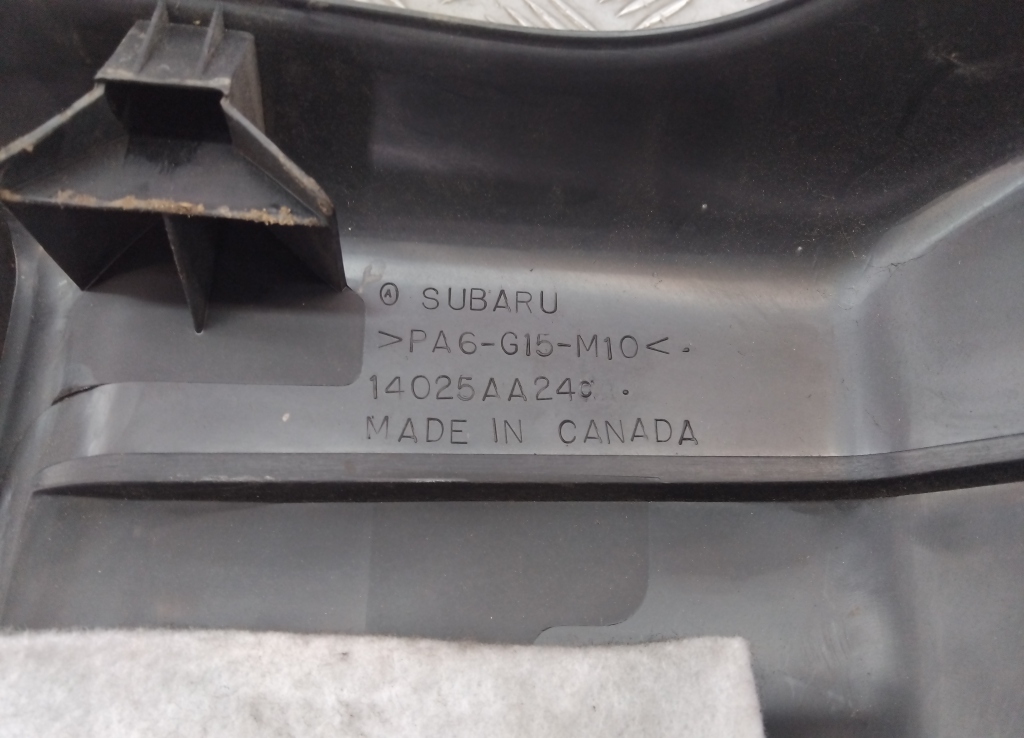 Ⓐ SUBARU
>PA6-G15-M10<.
MADE IN CANADA